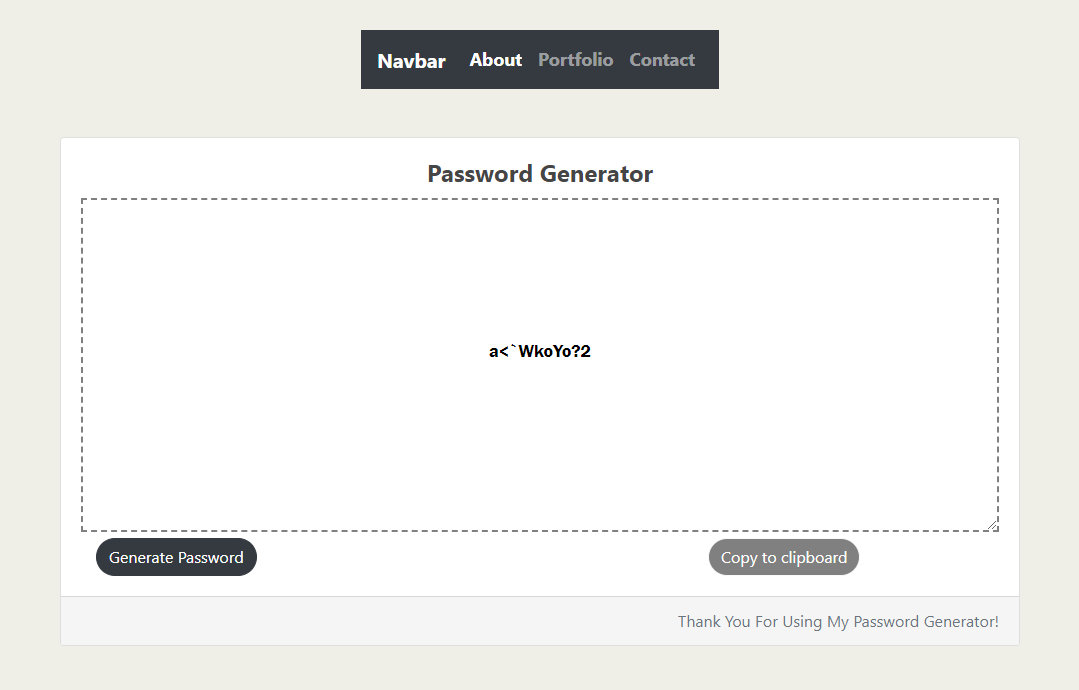 Navbar About Portfolio Contact
Password Generator
a<`WkoYo?2
Generate Password Copy to clipboard
Thank You For Using My Password Generator!